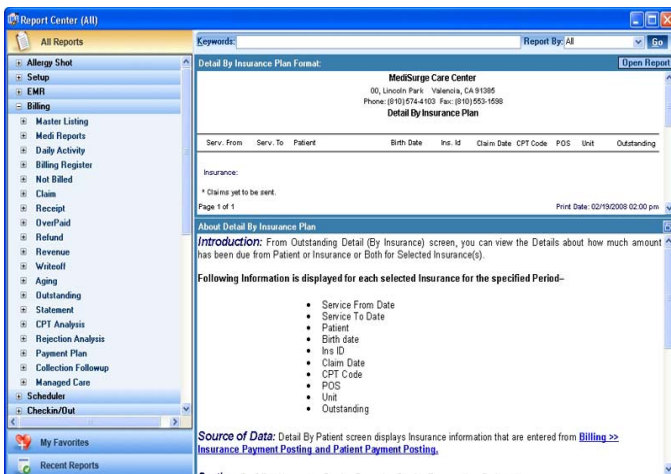 Report Center (All)
All Reports
Keywords:
Report By: All
Go
Allergy Shot
Setup
EMR
Billing
Master Listing
Medi Reports
Daily Activity
Billing Register
Not Billed
Claim
Receipt
OverPaid
Refund
Revenue
Writeoff
Aging
Outstanding
Statement
CPT Analysis
Rejection Analysis
Payment Plan
Collection Followup
Managed Care
Scheduler
Checkin/Out
My Favorites
Recent Reports
Detail By Insurance Plan Format:
Open Report
MediSurge Care Center
00, Lincoln Park Valencia, CA 91385
Phone: (810) 574-4103 Fax: (810) 553-1598
Detail By Insurance Plan
Serv. From Serv. To Patient Birth Date Ins. Id Claim Date CPT Code POS Unit Outstanding
Insurance:
* Claims yet to be sent.
Page 1 of 1 Print Date: 02/19/2008 02:00 pm
About Detail By Insurance Plan
Introduction: From Outstanding Detail (By Insurance) screen, you can view the Details about how much amount
has been due from Patient or Insurance or Both for Selected Insurance(s).
Following Information is displayed for each selected Insurance for the specified Period–
• Service From Date
• Service To Date
• Patient
• Birth date
• Ins ID
• Claim Date
• CPT Code
• POS
• Unit
• Outstanding
Source of Data: Detail By Patient screen displays Insurance information that are entered from Billing >>
Insurance Payment Posting and Patient Payment Posting.